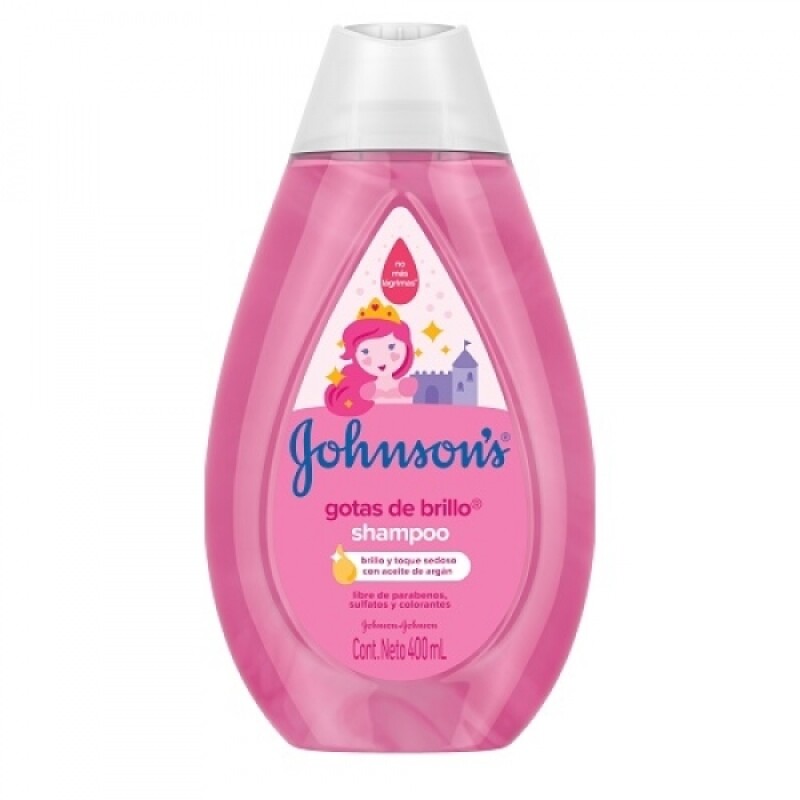 no
más
lágrimas®
Johnson's®
gotas de brillo®
shampoo
brillo y toque sedoso
con aceite de argán
libre de parabenos,
sulfatos y colorantes
Johnson & Johnson
Cont. Neto 400 mL